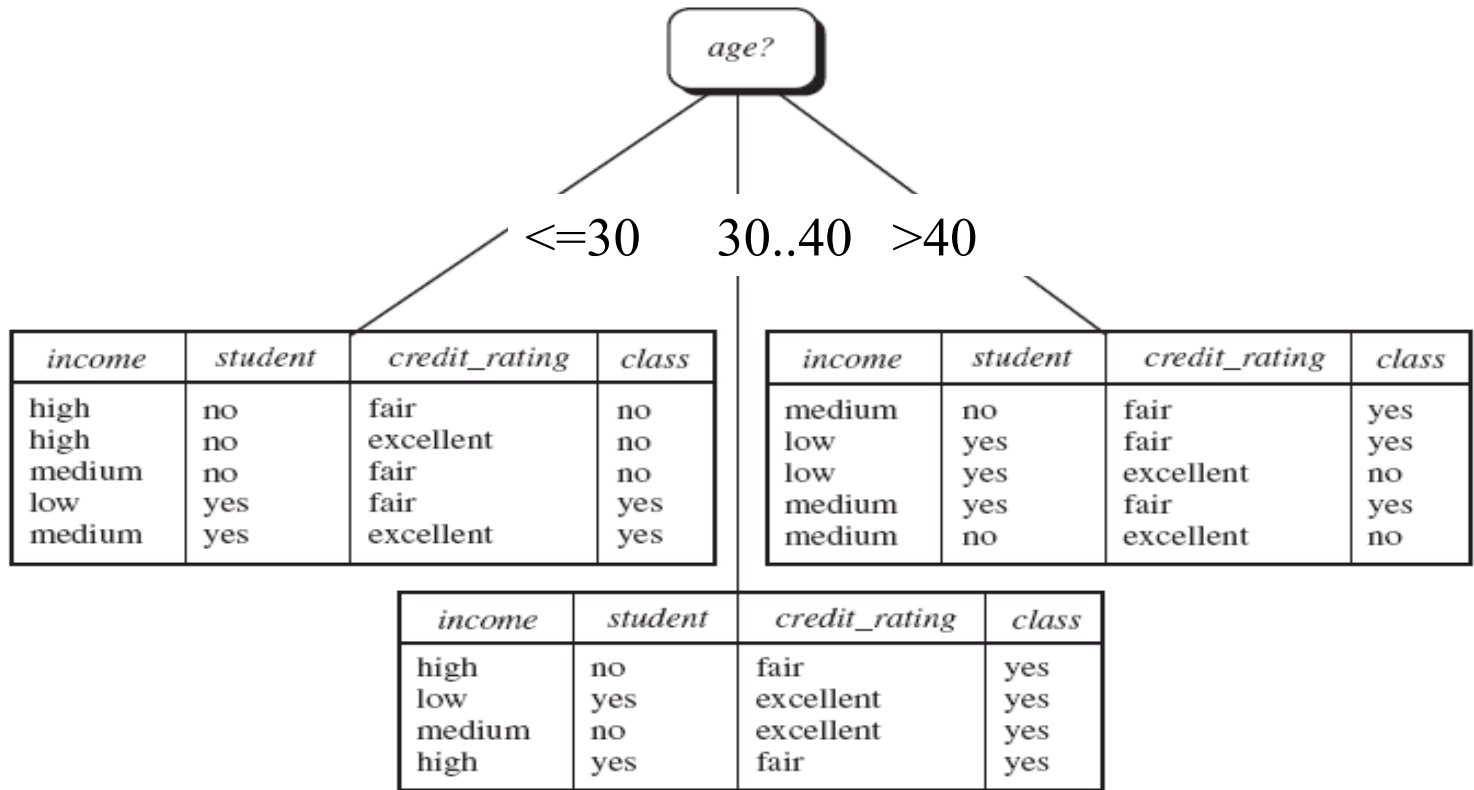 age?
<=30 30..40 >40
income student credit_rating class
high no fair no
high no excellent no
medium no fair no
low yes fair yes
medium yes excellent yes
income student credit_rating class
medium no fair yes
low yes fair yes
low yes excellent no
medium yes fair yes
medium no excellent no
income student credit_rating class
high no fair yes
low yes excellent yes
medium no excellent yes
high yes fair yes